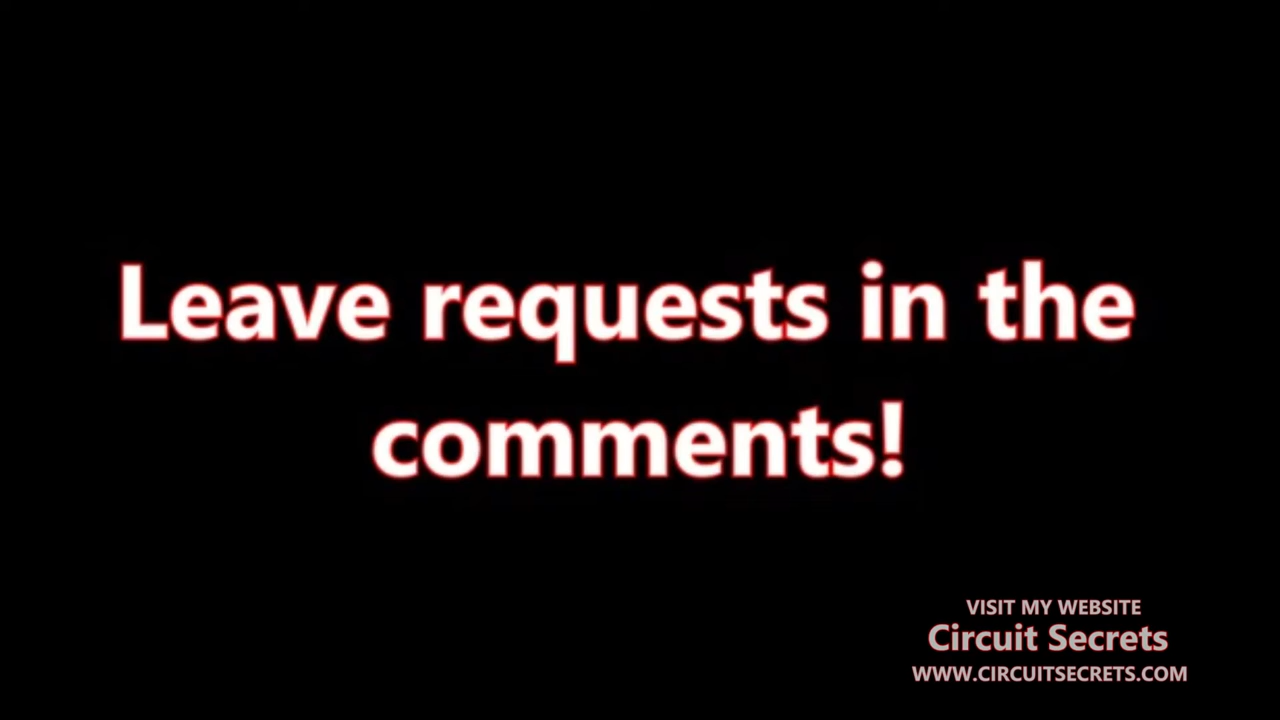 Leave requests in the
comments!
VISIT MY WEBSITE
Circuit Secrets
WWW.CIRCUITSECRETS.COM